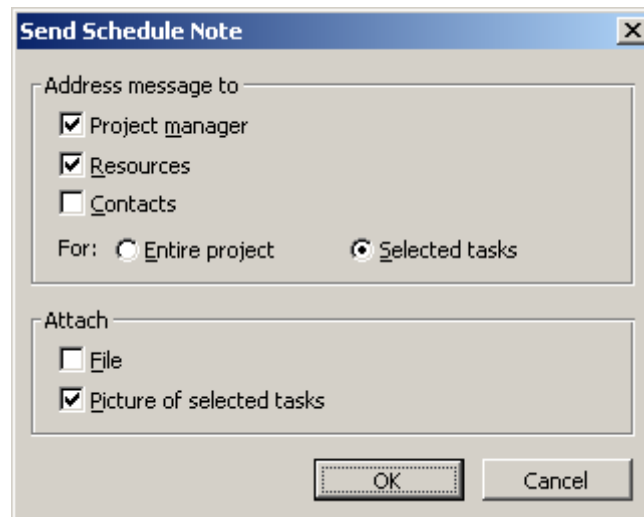 Send Schedule Note
Address message to
Project manager
Resources
Contacts
For: Entire project Selected tasks
Attach
File
Picture of selected tasks
OK Cancel